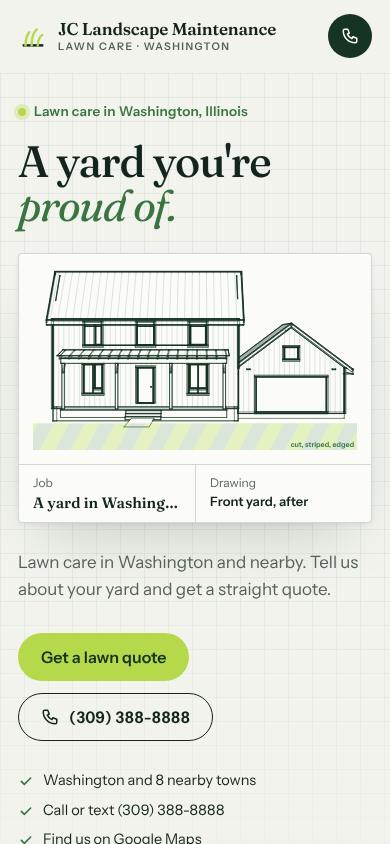 JC Landscape Maintenance
LAWN CARE · WASHINGTON
Lawn care in Washington, Illinois
A yard you're
proud of.
cut, striped, edged
Job
A yard in Washing...
Drawing
Front yard, after
Lawn care in Washington and nearby. Tell us
about your yard and get a straight quote.
Get a lawn quote
(309) 388-8888
Washington and 8 nearby towns
Call or text (309) 388-8888
Find us on Google Maps